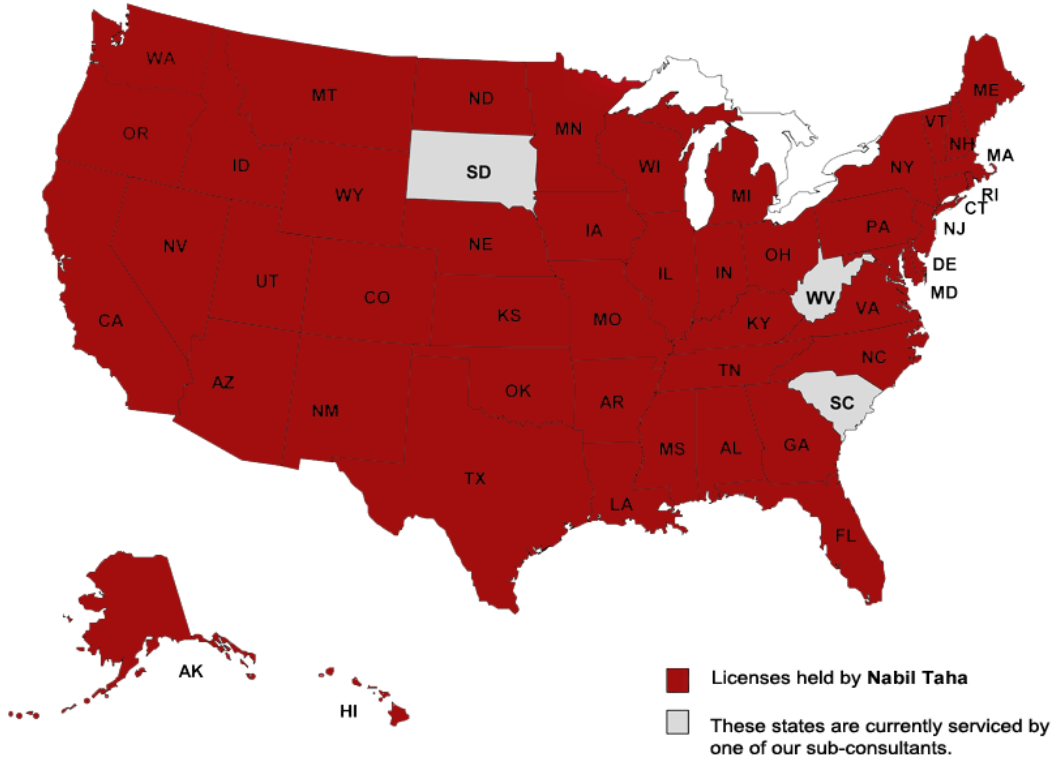 WA
MT
ND
MN
ME
VT
NH
MA
OR
ID
SD
WI
NY
RI
WY
MI
CT
NV
NE
IA
PA
NJ
UT
CO
IL
IN
OH
DE
CA
KS
MO
WV
MD
KY
VA
AZ
NM
OK
AR
TN
NC
SC
TX
MS
AL
GA
LA
FL
AK
HI
Licenses held by Nabil Taha
These states are currently serviced by
one of our sub-consultants.